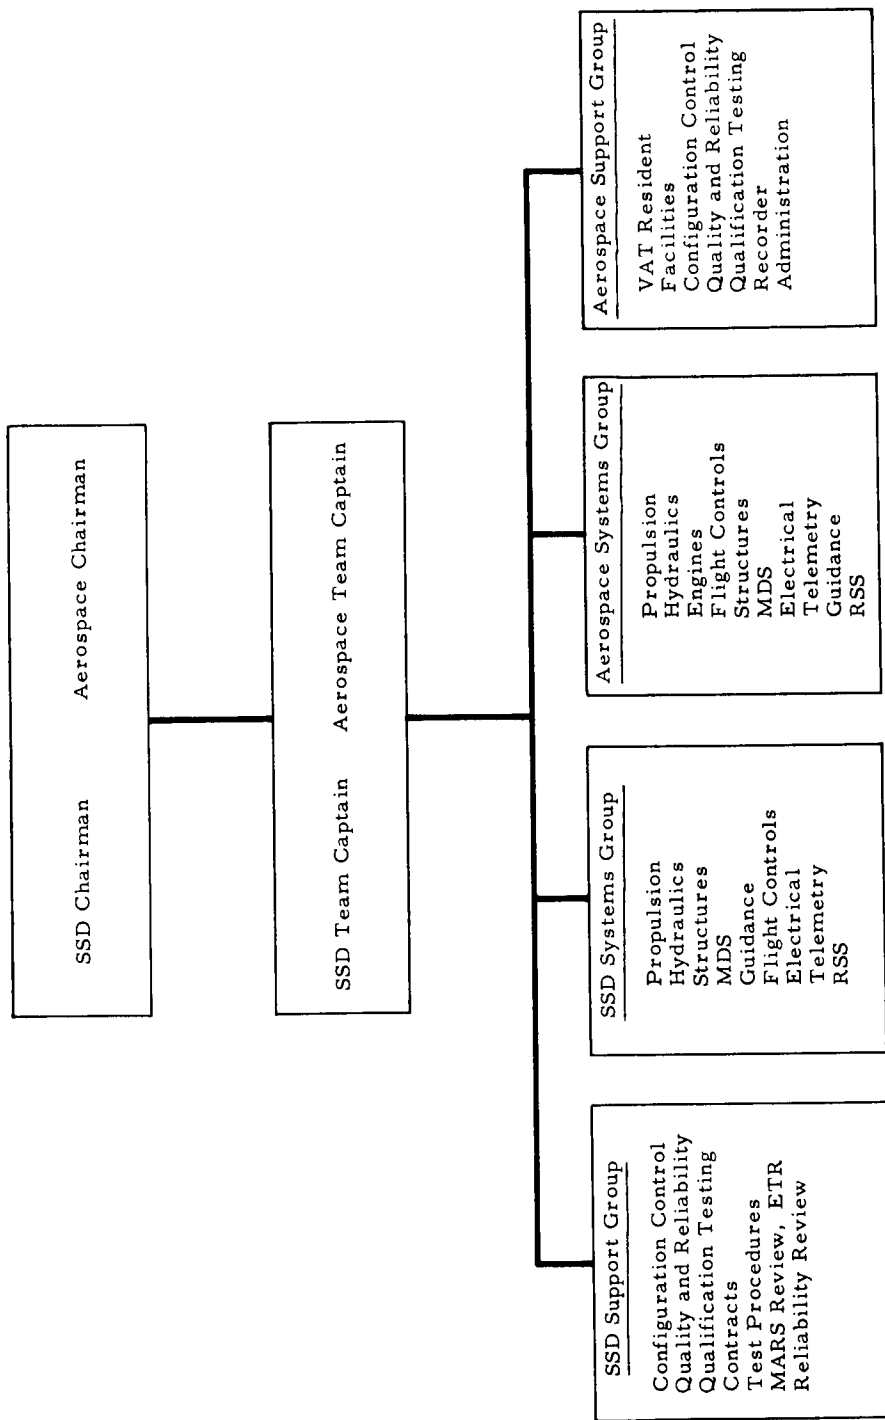 SSD Chairman Aerospace Chairman
SSD Team Captain Aerospace Team Captain
SSD Support Group
Configuration Control
Quality and Reliability
Qualification Testing
Contracts
Test Procedures
MARS Review, ETR
Reliability Review
SSD Systems Group
Propulsion
Hydraulics
Structures
MDS
Guidance
Flight Controls
Electrical
Telemetry
RSS
Aerospace Systems Group
Propulsion
Hydraulics
Engines
Flight Controls
Structures
MDS
Electrical
Telemetry
Guidance
RSS
Aerospace Support Group
VAT Resident
Facilities
Configuration Control
Quality and Reliability
Qualification Testing
Recorder
Administration